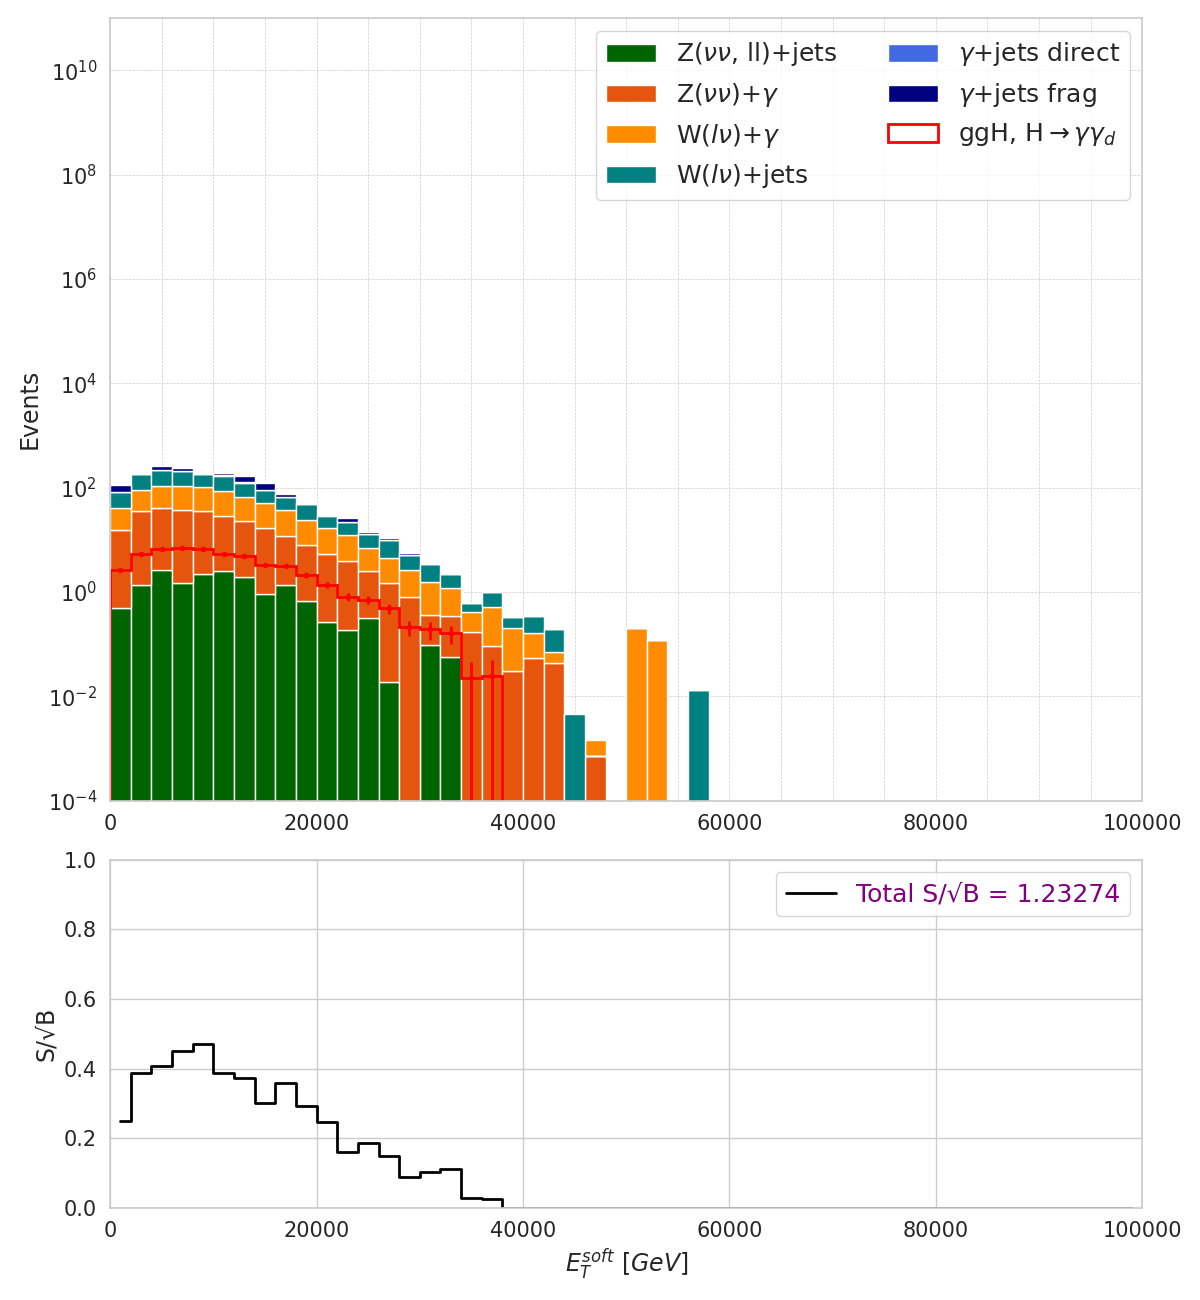 Z(νν, ll)+jets
Z(νν)+γ
W(lν)+γ
W(lν)+jets
γ+jets direct
γ+jets frag
ggH, H→γγ_d
Events
10^10
10^8
10^6
10^4
10^2
10^0
10^−2
10^−4
0 20000 40000 60000 80000 100000
Total S/√B = 1.23274
S/√B
1.0
0.8
0.6
0.4
0.2
0.0
0 20000 40000 60000 80000 100000
E_T^soft [GeV]